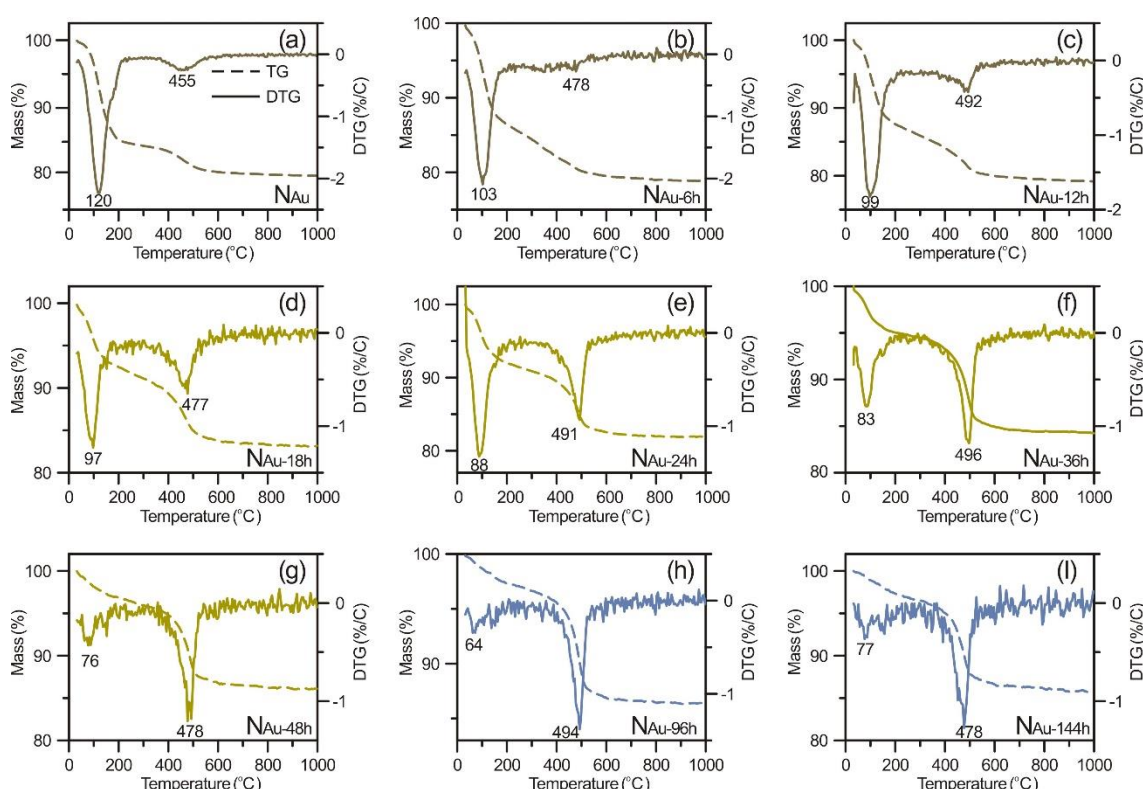 (a)
TG
DTG
455
120
NAu
100
90
80
Mass (%)
0
-1
-2
DTG (%/C)
0 200 400 600 800 1000
Temperature (°C)
(b)
478
103
NAu-6h
100
90
80
Mass (%)
0
-1
-2
DTG (%/C)
0 200 400 600 800 1000
Temperature (°C)
(c)
492
99
NAu-12h
100
90
80
Mass (%)
0
-1
-2
DTG (%/C)
0 200 400 600 800 1000
Temperature (°C)
(d)
477
97
NAu-18h
100
90
80
Mass (%)
0
-1
DTG (%/C)
0 200 400 600 800 1000
Temperature (°C)
(e)
491
88
NAu-24h
100
90
80
Mass (%)
0
-1
DTG (%/C)
0 200 400 600 800 1000
Temperature (°C)
(f)
83
496
NAu-36h
100
90
80
Mass (%)
0
-1
DTG (%/C)
0 200 400 600 800 1000
Temperature (°C)
(g)
76
478
NAu-48h
100
90
80
Mass (%)
0
-1
DTG (%/C)
0 200 400 600 800 1000
Temperature (°C)
(h)
64
494
NAu-96h
100
90
Mass (%)
0
-1
DTG (%/C)
0 200 400 600 800 1000
Temperature (°C)
(I)
77
478
NAu-144h
100
90
80
Mass (%)
0
-1
DTG (%/C)
0 200 400 600 800 1000
Temperature (°C)